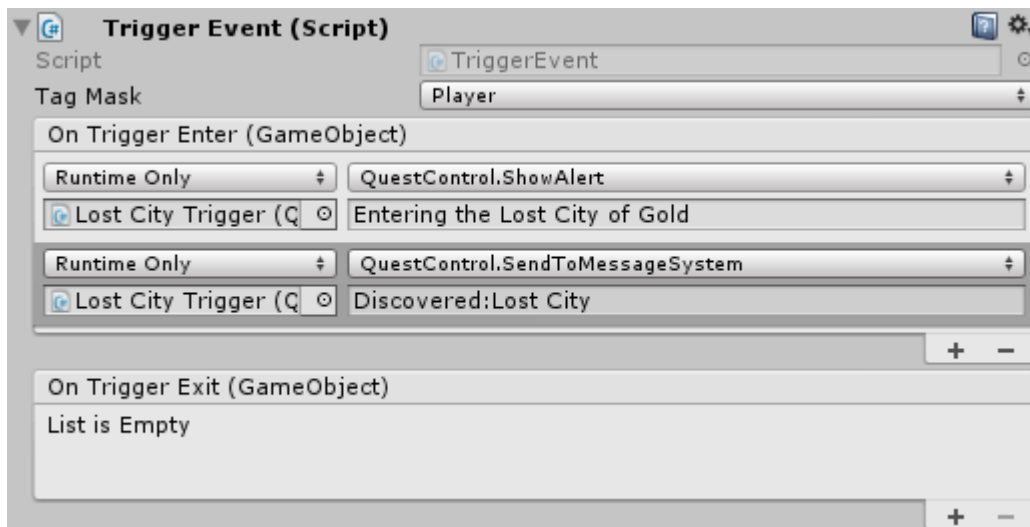 Trigger Event (Script)
Script TriggerEvent
Tag Mask Player
On Trigger Enter (GameObject)
Runtime Only QuestControl.ShowAlert
Lost City Trigger (Q Entering the Lost City of Gold
Runtime Only QuestControl.SendToMessageSystem
Lost City Trigger (Q Discovered:Lost City
On Trigger Exit (GameObject)
List is Empty